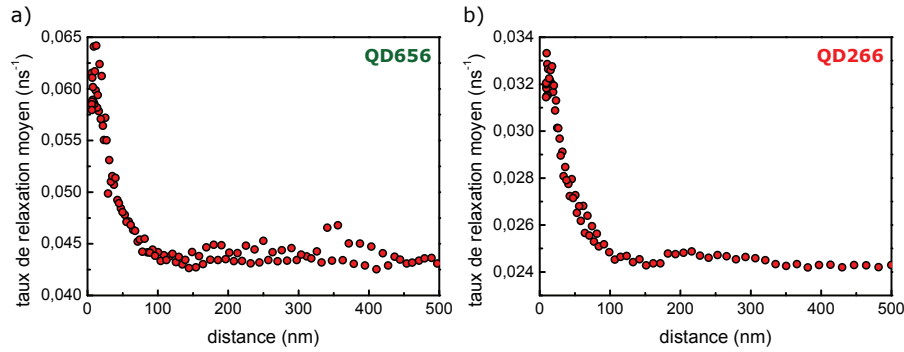 a)
QD656
taux de relaxation moyen (ns-1)
0,065
0,060
0,055
0,050
0,045
0,040
0 100 200 300 400 500
distance (nm)
b)
QD266
taux de relaxation moyen (ns-1)
0,034
0,032
0,030
0,028
0,026
0,024
0 100 200 300 400 500
distance (nm)